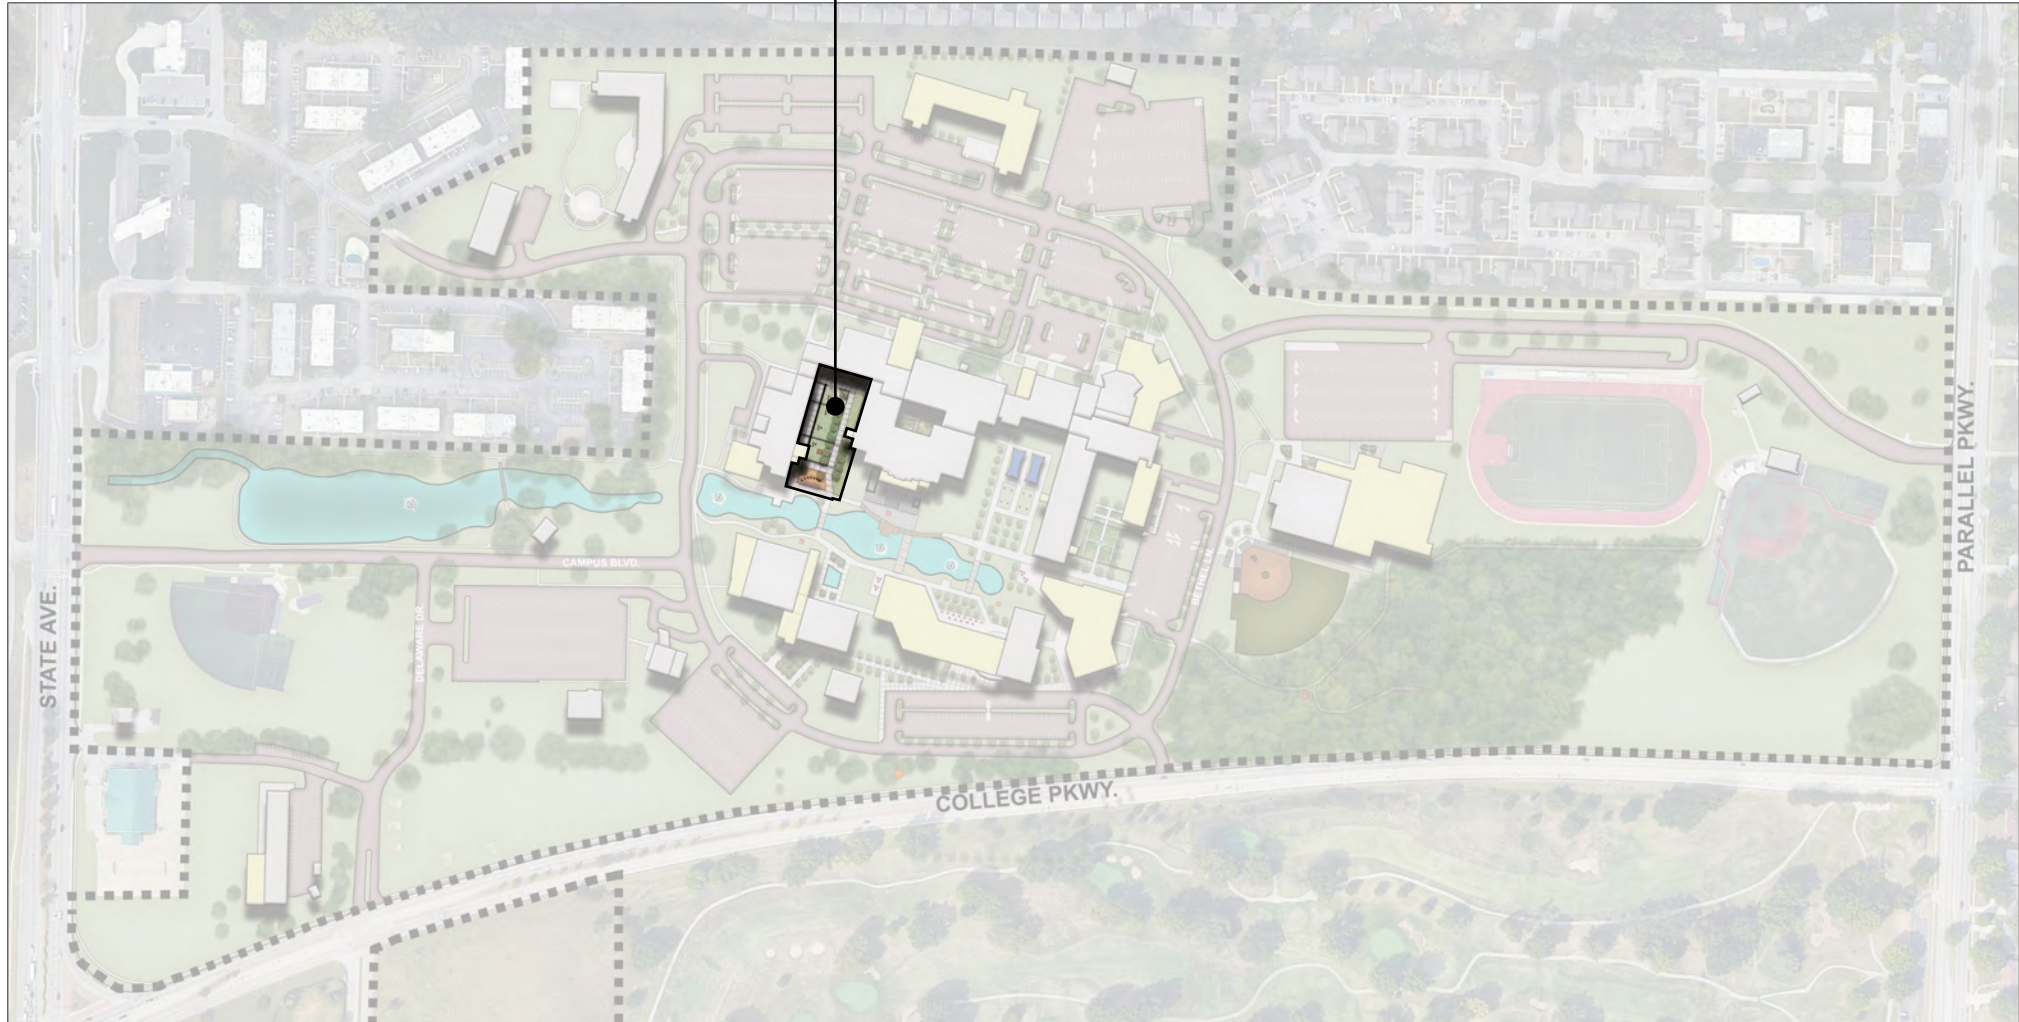 PARALLEL PKWY.
CAMPUS BLVD.
BETHEL LN.
STATE AVE.
DELAWARE DR.
COLLEGE PKWY.